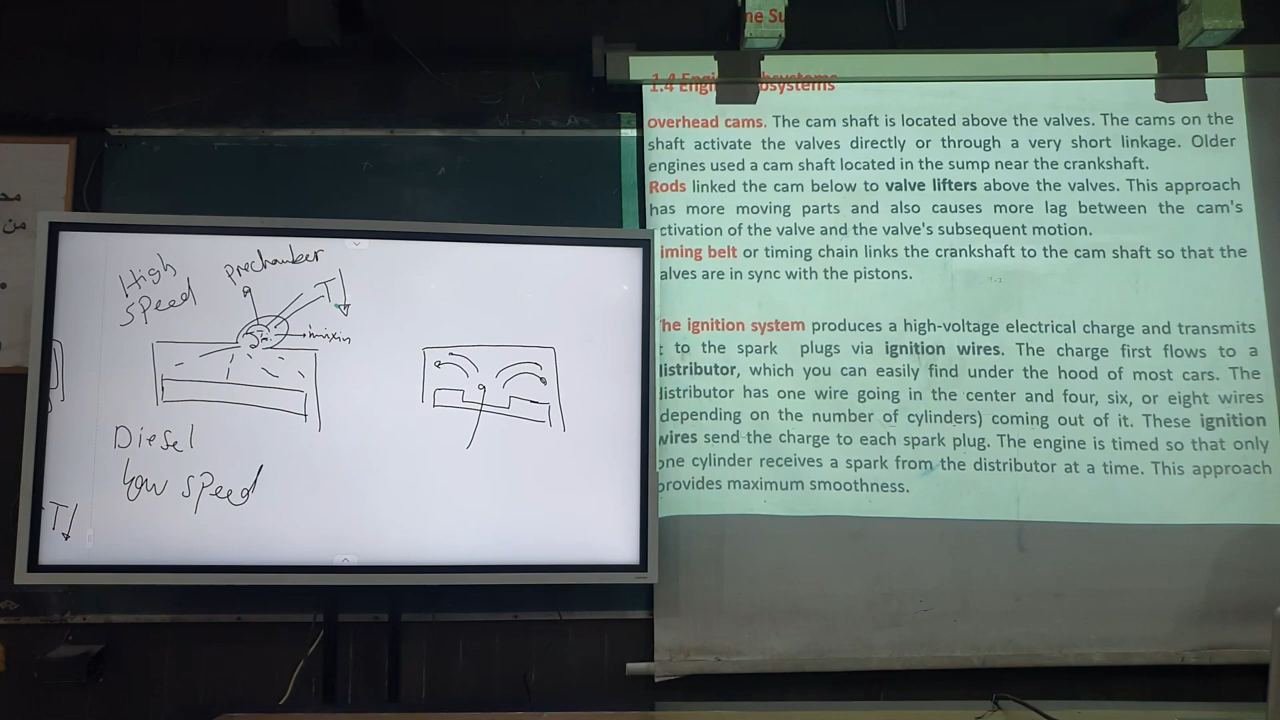 ne Su
محا
من
High
speed
prechamber
T↓
mixin
Diesel
low speed
T↓
1.4 Engi bsystems
overhead cams. The cam shaft is located above the valves. The cams on the
shaft activate the valves directly or through a very short linkage. Older
engines used a cam shaft located in the sump near the crankshaft.
Rods linked the cam below to valve lifters above the valves. This approach
has more moving parts and also causes more lag between the cam's
ctivation of the valve and the valve's subsequent motion.
iming belt or timing chain links the crankshaft to the cam shaft so that the
alves are in sync with the pistons.
he ignition system produces a high-voltage electrical charge and transmits
t to the spark plugs via ignition wires. The charge first flows to a
distributor, which you can easily find under the hood of most cars. The
distributor has one wire going in the center and four, six, or eight wires
depending on the number of cylinders) coming out of it. These ignition
wires send the charge to each spark plug. The engine is timed so that only
one cylinder receives a spark from the distributor at a time. This approach
provides maximum smoothness.